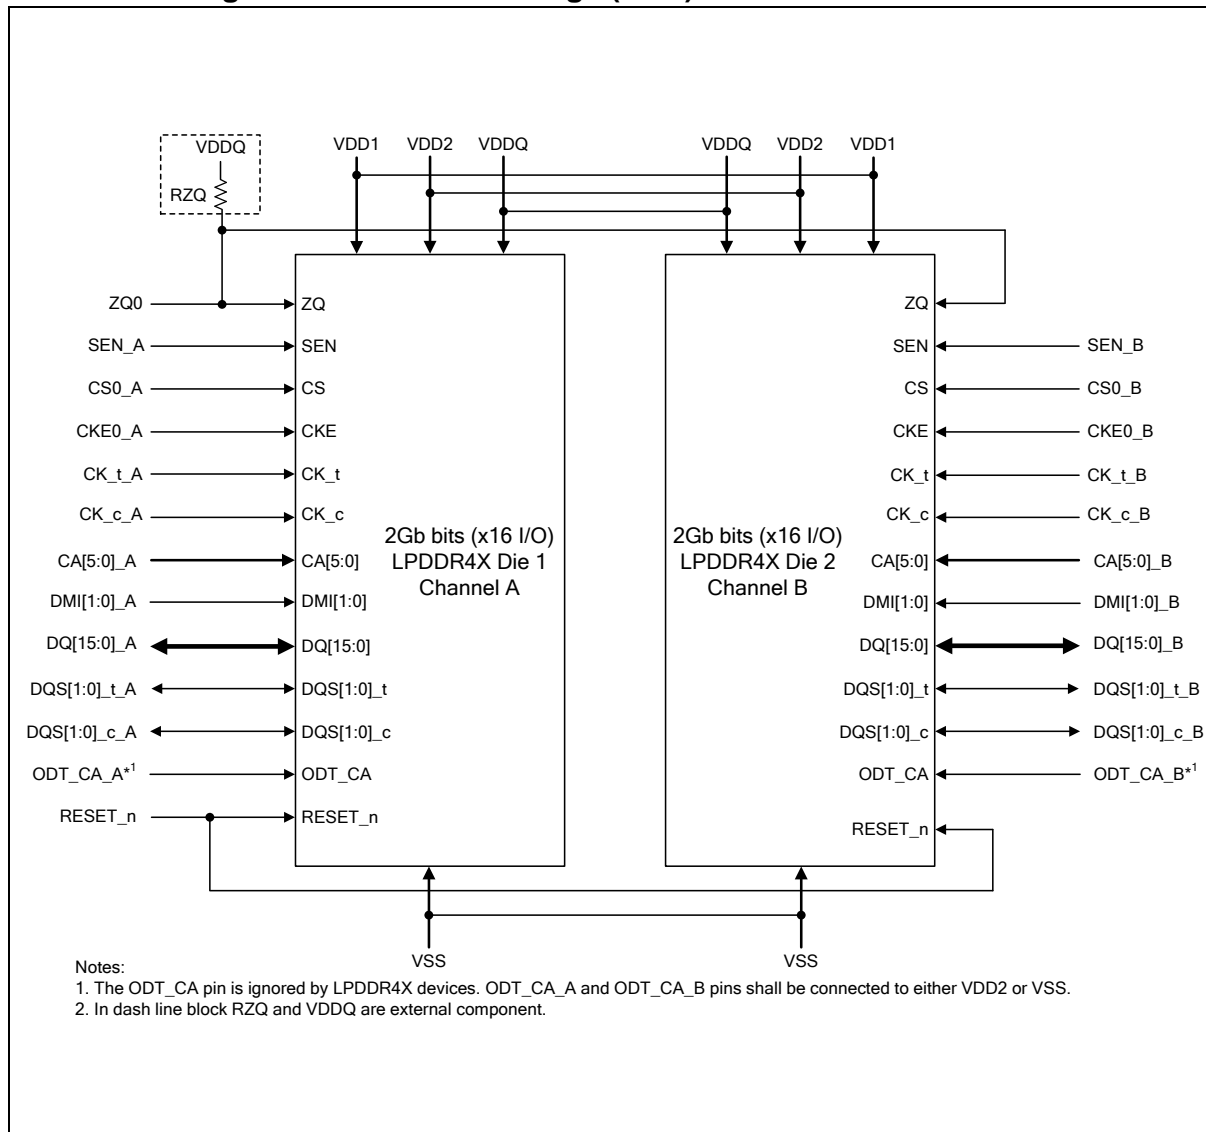 VDDQ
RZQ
VDD1 VDD2 VDDQ
VDDQ VDD2 VDD1
ZQ0 ZQ
SEN_A SEN
CS0_A CS
CKE0_A CKE
CK_t_A CK_t
CK_c_A CK_c
CA[5:0]_A CA[5:0]
DMI[1:0]_A DMI[1:0]
DQ[15:0]_A DQ[15:0]
DQS[1:0]_t_A DQS[1:0]_t
DQS[1:0]_c_A DQS[1:0]_c
ODT_CA_A*1 ODT_CA
RESET_n RESET_n
2Gb bits (x16 I/O)
LPDDR4X Die 1
Channel A
2Gb bits (x16 I/O)
LPDDR4X Die 2
Channel B
ZQ
SEN SEN_B
CS CS0_B
CKE CKE0_B
CK_t CK_t_B
CK_c CK_c_B
CA[5:0] CA[5:0]_B
DMI[1:0] DMI[1:0]_B
DQ[15:0] DQ[15:0]_B
DQS[1:0]_t DQS[1:0]_t_B
DQS[1:0]_c DQS[1:0]_c_B
ODT_CA ODT_CA_B*1
RESET_n
VSS VSS
Notes:
1. The ODT_CA pin is ignored by LPDDR4X devices. ODT_CA_A and ODT_CA_B pins shall be connected to either VDD2 or VSS.
2. In dash line block RZQ and VDDQ are external component.